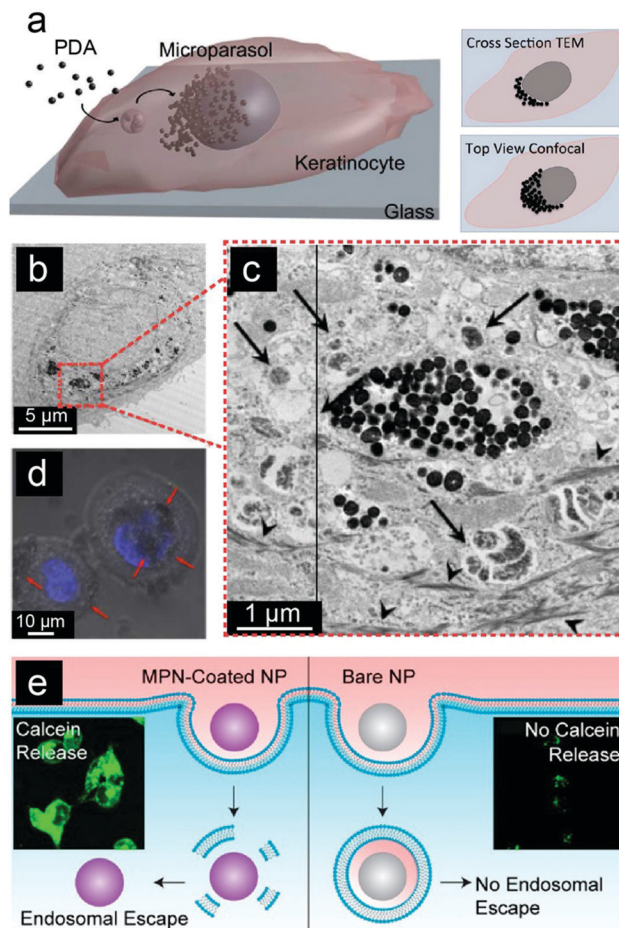 a
PDA
Microparasol
Keratinocyte
Glass
Cross Section TEM
Top View Confocal
b
5 µm
c
1 µm
d
10 µm
e
MPN-Coated NP
Bare NP
Calcein
Release
No Calcein
Release
Endosomal Escape
No Endosomal
Escape